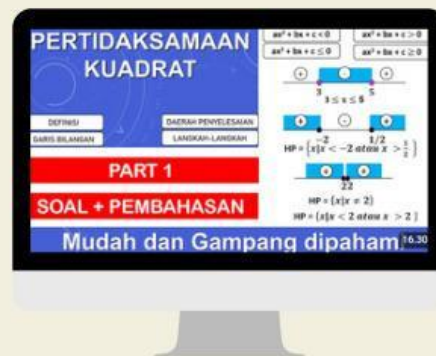 PERTIDAKSAMAAN
KUADRAT
DEFINISI
DAERAH PENYELESAIAN
GARIS BILANGAN
LANGKAH-LANGKAH
PART 1
SOAL + PEMBAHASAN
ax² + bx + c < 0
ax² + bx + c > 0
ax² + bx + c ≤ 0
ax² + bx + c ≥ 0
+ - +
3 5
3 ≤ x ≤ 5
+ - +
-2 1/2
HP = {x|x < -2 atau x > 1/2}
+ +
22
HP = {x|x ≠ 2}
HP = {x|x < 2 atau x > 2 }
Mudah dan Gampang dipaham
16.30